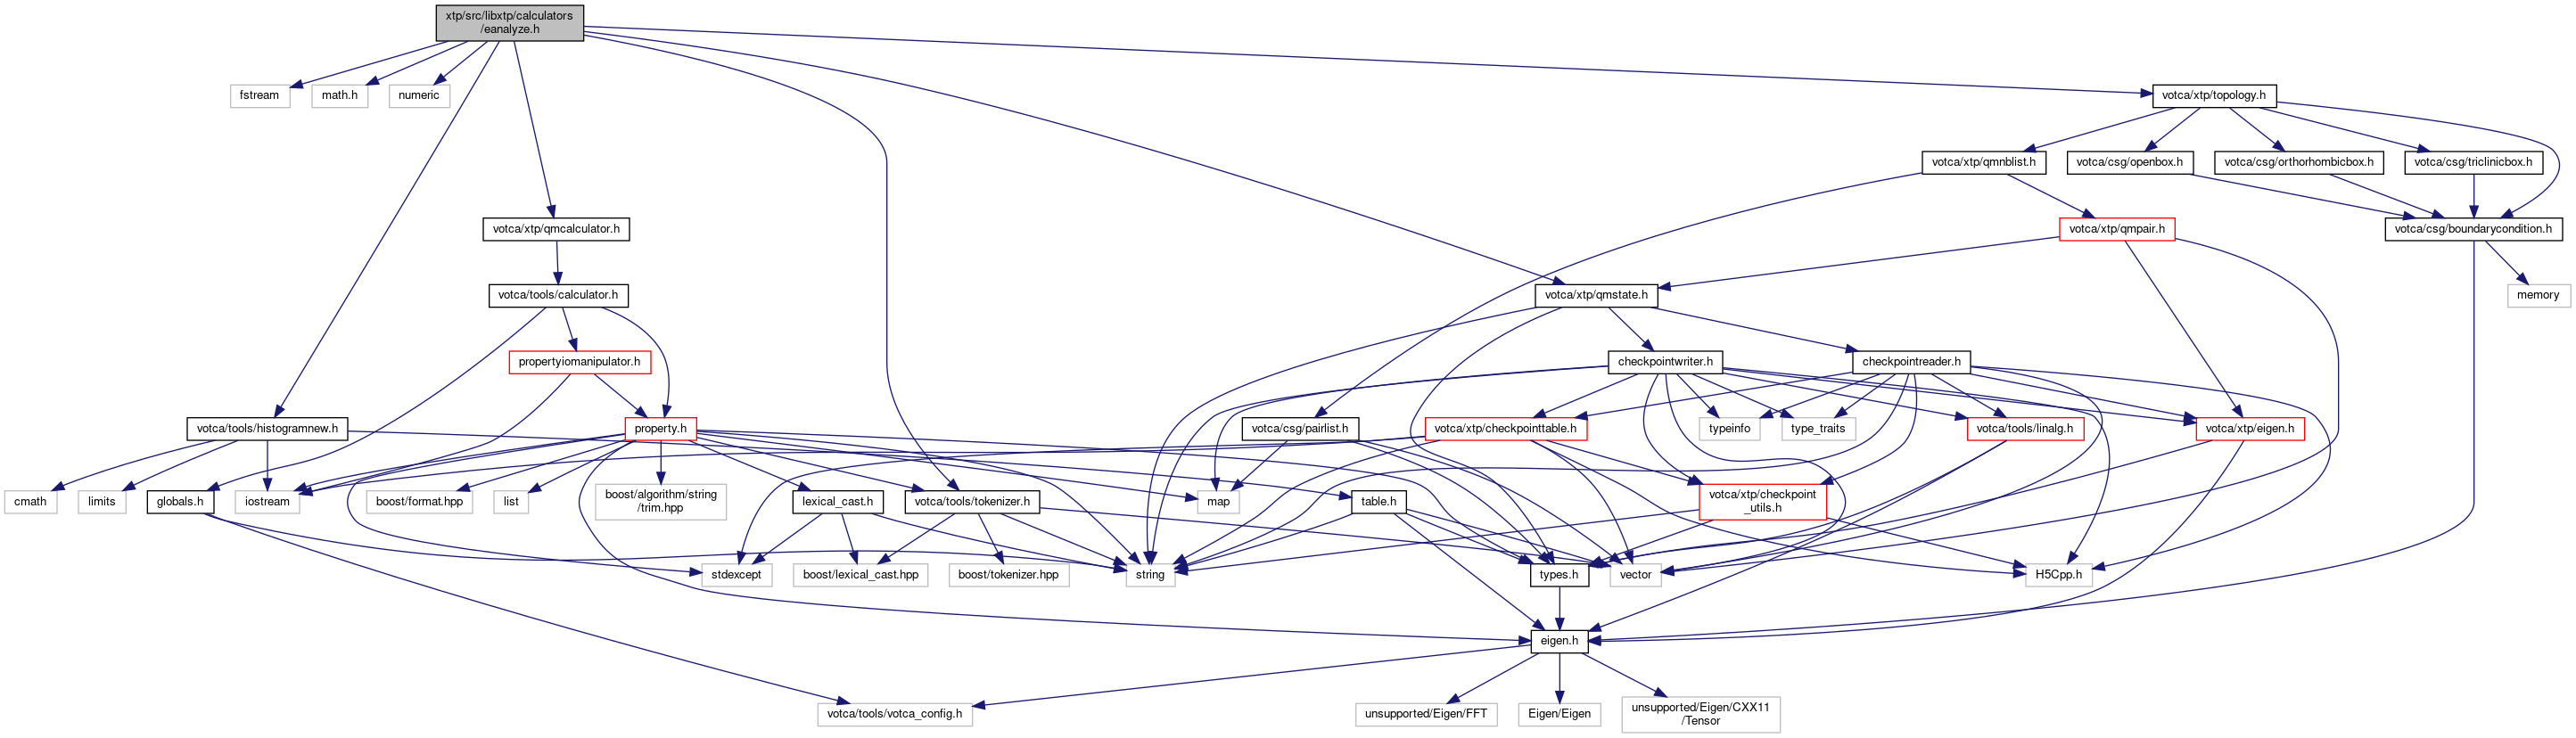 xtp/src/libxtp/calculators
/eanalyze.h
fstream
math.h
numeric
votca/xtp/topology.h
votca/xtp/qmnblist.h
votca/csg/openbox.h
votca/csg/orthorhombicbox.h
votca/csg/triclinicbox.h
votca/xtp/qmcalculator.h
votca/xtp/qmpair.h
votca/csg/boundarycondition.h
votca/tools/calculator.h
votca/xtp/qmstate.h
memory
propertyiomanipulator.h
checkpointwriter.h
checkpointreader.h
votca/tools/histogramnew.h
property.h
votca/csg/pairlist.h
votca/xtp/checkpointtable.h
typeinfo
type_traits
votca/tools/linalg.h
votca/xtp/eigen.h
cmath
limits
globals.h
iostream
boost/format.hpp
list
boost/algorithm/string
/trim.hpp
lexical_cast.h
votca/tools/tokenizer.h
map
table.h
votca/xtp/checkpoint
_utils.h
stdexcept
boost/lexical_cast.hpp
boost/tokenizer.hpp
string
types.h
vector
H5Cpp.h
eigen.h
votca/tools/votca_config.h
unsupported/Eigen/FFT
Eigen/Eigen
unsupported/Eigen/CXX11
/Tensor